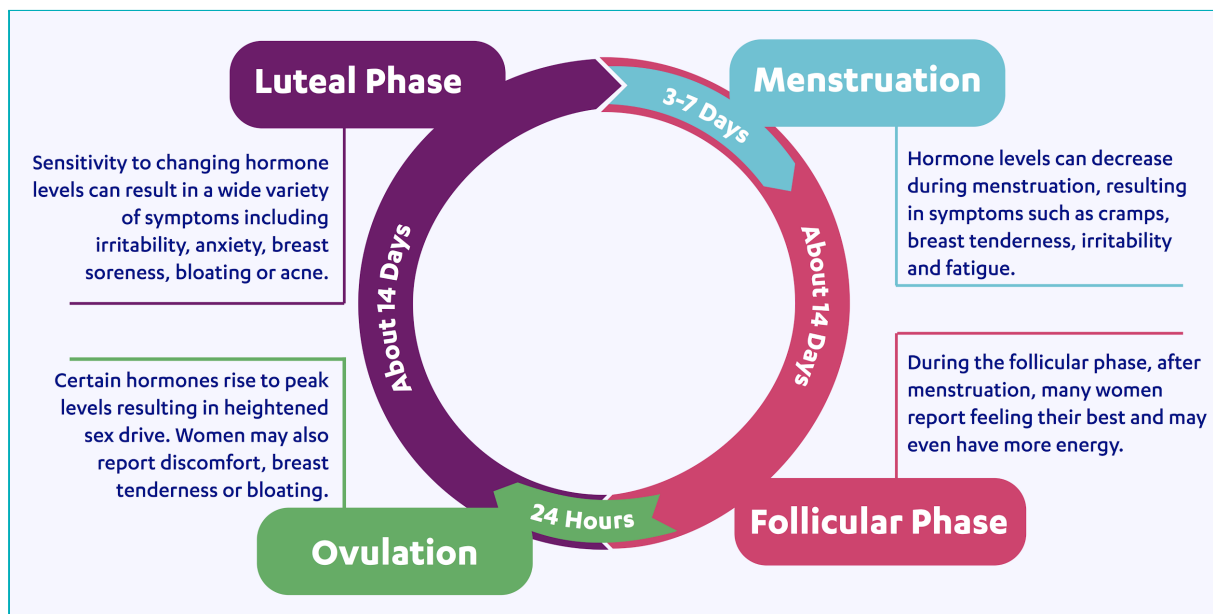 Luteal Phase
Sensitivity to changing hormone
levels can result in a wide variety
of symptoms including
irritability, anxiety, breast
soreness, bloating or acne.
Menstruation
3-7 Days
Hormone levels can decrease
during menstruation, resulting
in symptoms such as cramps,
breast tenderness, irritability
and fatigue.
About 14 Days
About 14 Days
Certain hormones rise to peak
levels resulting in heightened
sex drive. Women may also
report discomfort, breast
tenderness or bloating.
Ovulation
24 Hours
During the follicular phase, after
menstruation, many women
report feeling their best and may
even have more energy.
Follicular Phase